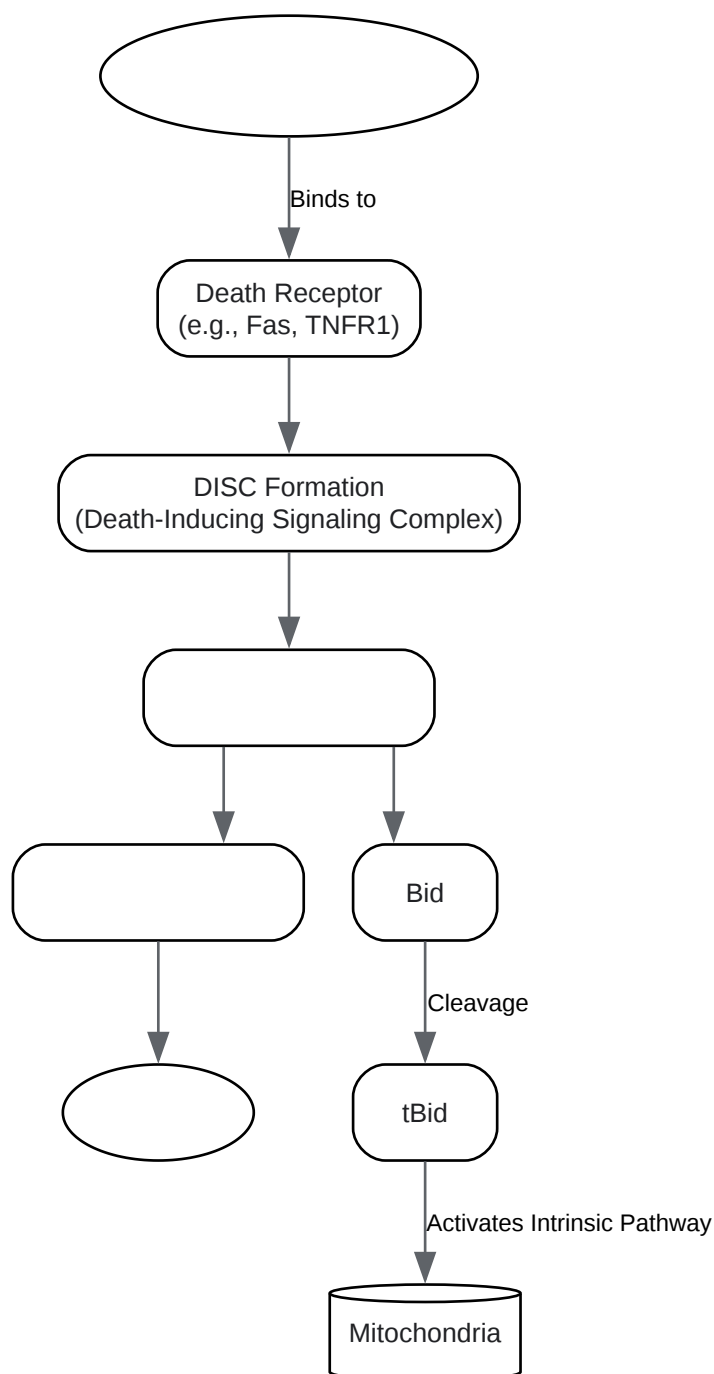 Binds to
Death Receptor
(e.g., Fas, TNFR1)
DISC Formation
(Death-Inducing Signaling Complex)
Bid
Cleavage
tBid
Activates Intrinsic Pathway
Mitochondria